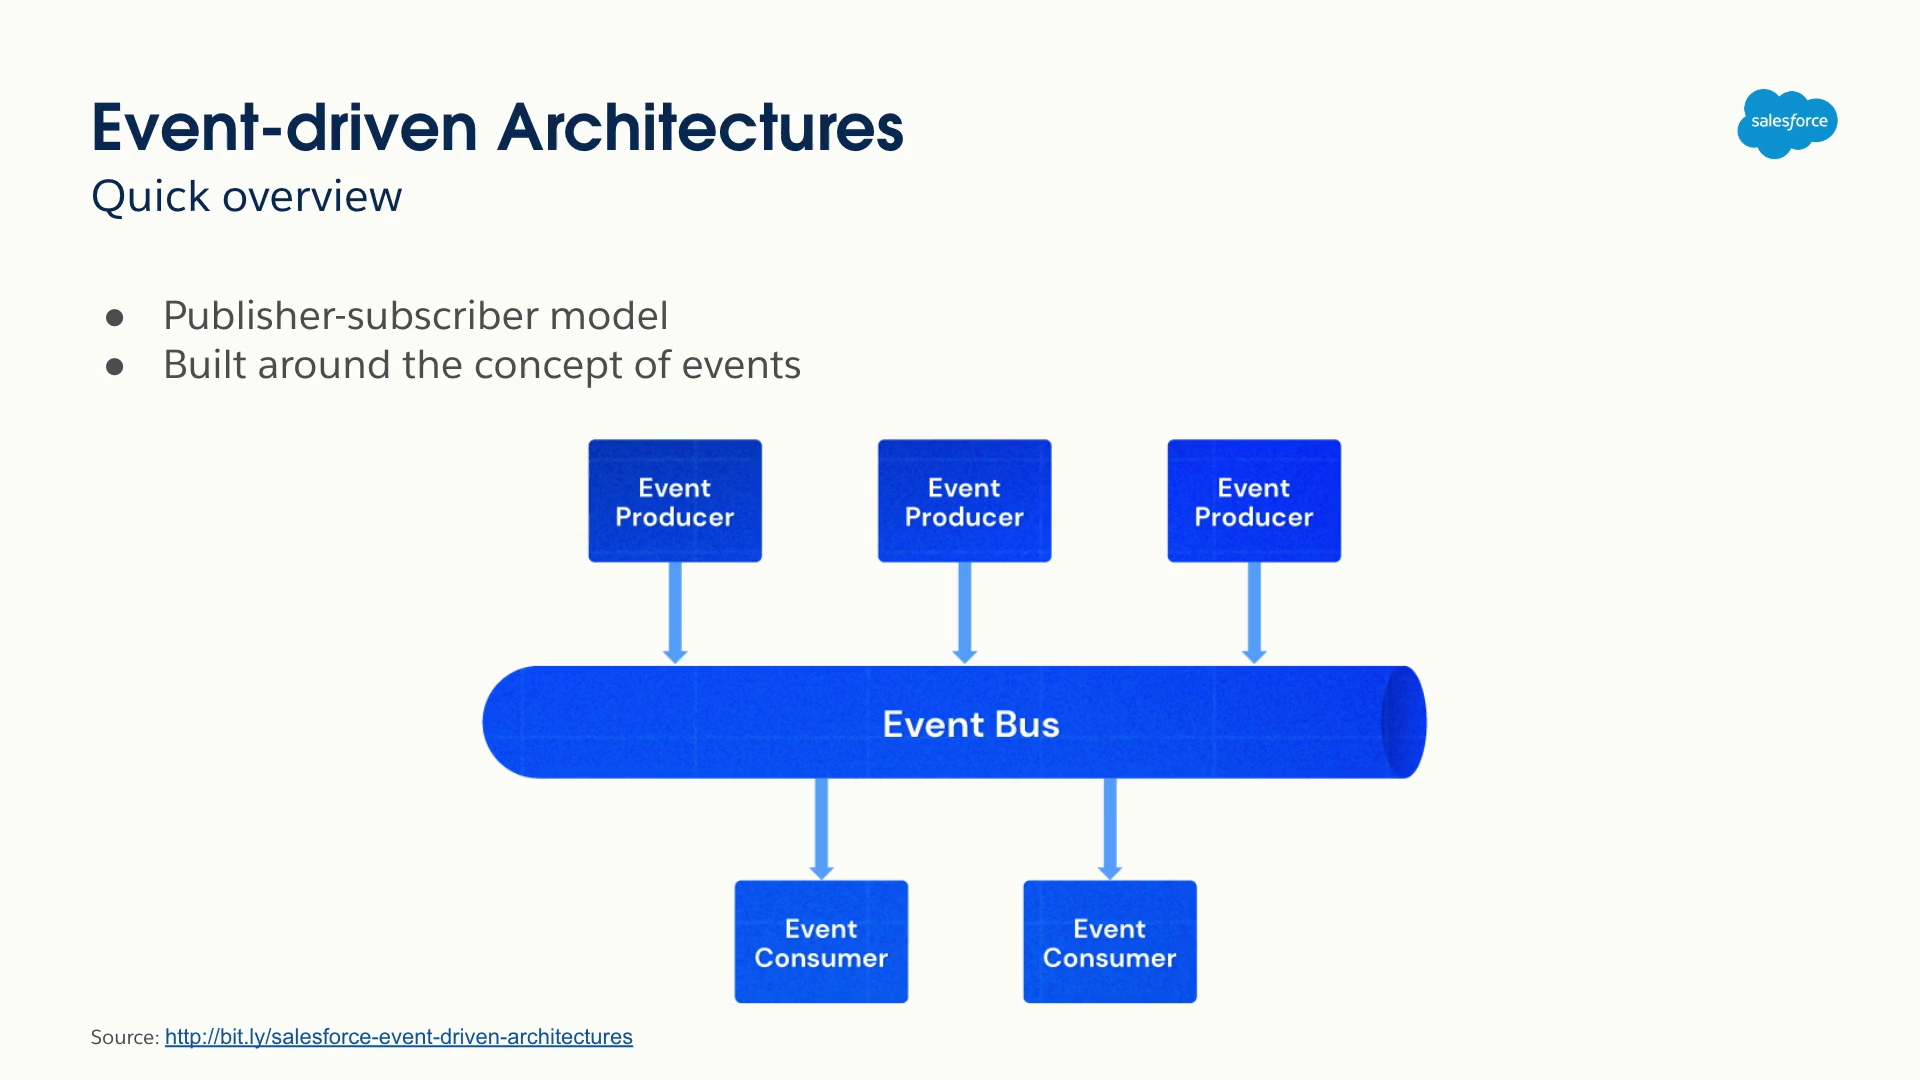 Event-driven Architectures
salesforce
Quick overview
● Publisher-subscriber model
● Built around the concept of events
Event
Producer
Event
Producer
Event
Producer
Event Bus
Event
Consumer
Event
Consumer
Source: http://bit.ly/salesforce-event-driven-architectures